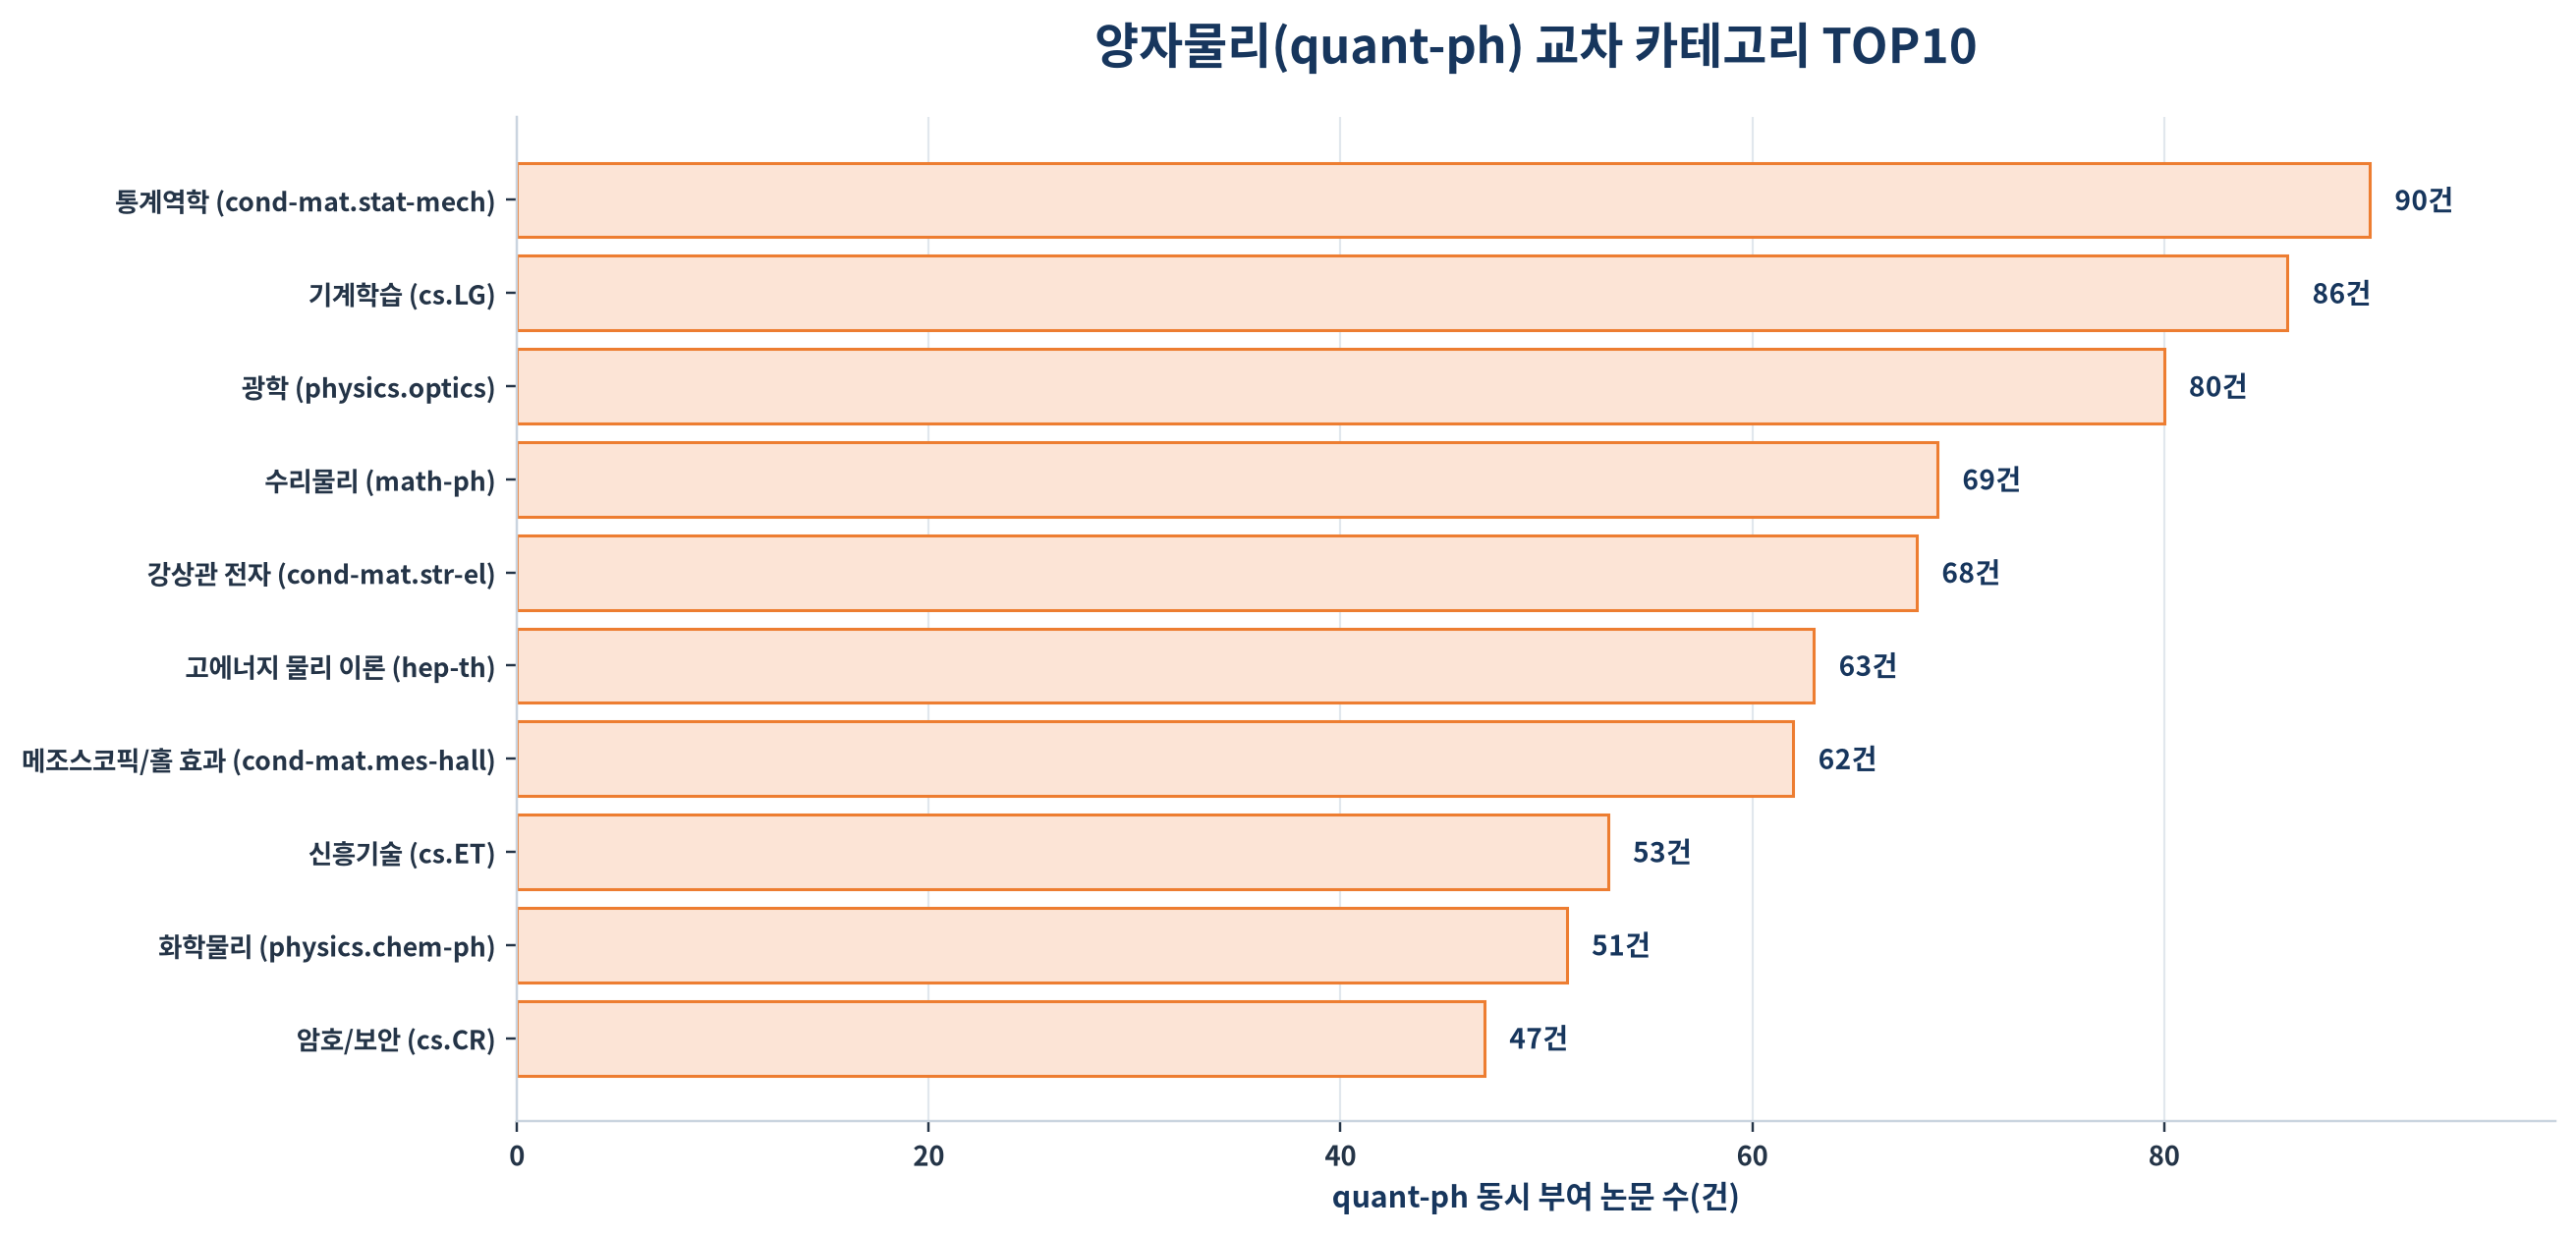 양자물리(quant-ph) 교차 카테고리 TOP10
통계역학 (cond-mat.stat-mech) 90건
기계학습 (cs.LG) 86건
광학 (physics.optics) 80건
수리물리 (math-ph) 69건
강상관 전자 (cond-mat.str-el) 68건
고에너지 물리 이론 (hep-th) 63건
메조스코픽/홀 효과 (cond-mat.mes-hall) 62건
신흥기술 (cs.ET) 53건
화학물리 (physics.chem-ph) 51건
암호/보안 (cs.CR) 47건
0 20 40 60 80
quant-ph 동시 부여 논문 수(건)